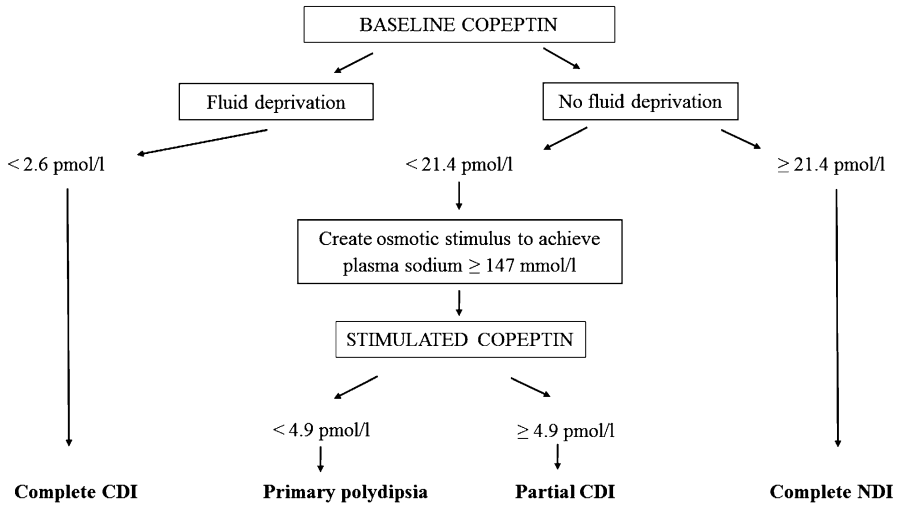 BASELINE COPEPTIN
Fluid deprivation
No fluid deprivation
< 2.6 pmol/l
< 21.4 pmol/l
≥ 21.4 pmol/l
Create osmotic stimulus to achieve
plasma sodium ≥ 147 mmol/l
STIMULATED COPEPTIN
< 4.9 pmol/l
≥ 4.9 pmol/l
Complete CDI
Primary polydipsia
Partial CDI
Complete NDI